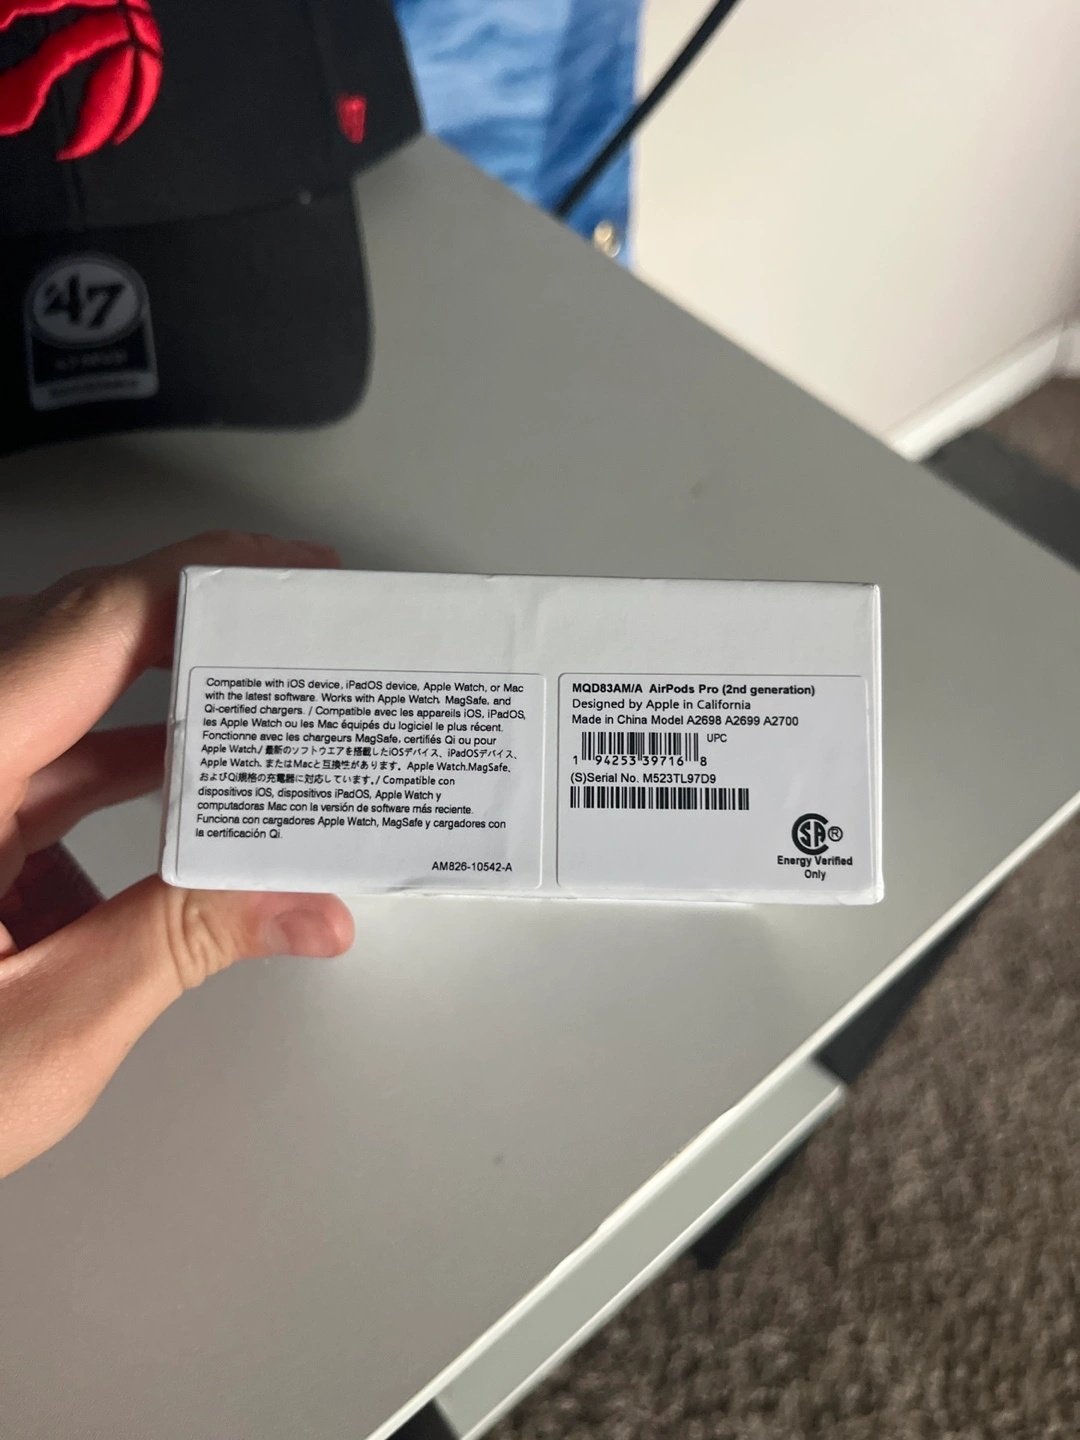 47
Compatible with iOS device, iPadOS device, Apple Watch, or Mac
with the latest software. Works with Apple Watch, MagSafe, and
Qi-certified chargers. / Compatible avec les appareils iOS, iPadOS,
les Apple Watch ou les Mac équipés du logiciel le plus récent.
Fonctionne avec les chargeurs MagSafe, certifiés Qi ou pour
Apple Watch./ 最新のソフトウエアを搭載したiOSデバイス、iPadOSデバイス、
Apple Watch, またはMacと互換性があります。Apple Watch.MagSafe、
およびQi規格の充電器に対応しています。/ Compatible con
dispositivos iOS, dispositivos iPadOS, Apple Watch y
computadoras Mac con la versión de software más reciente.
Funciona con cargadores Apple Watch, MagSafe y cargadores con
la certificación Qi.
AM826-10542-A
MQD83AM/A AirPods Pro (2nd generation)
Designed by Apple in California
Made in China Model A2698 A2699 A2700
UPC
1 94253 39716 8
(S)Serial No. M523TL97D9
SA ®
Energy Verified
Only